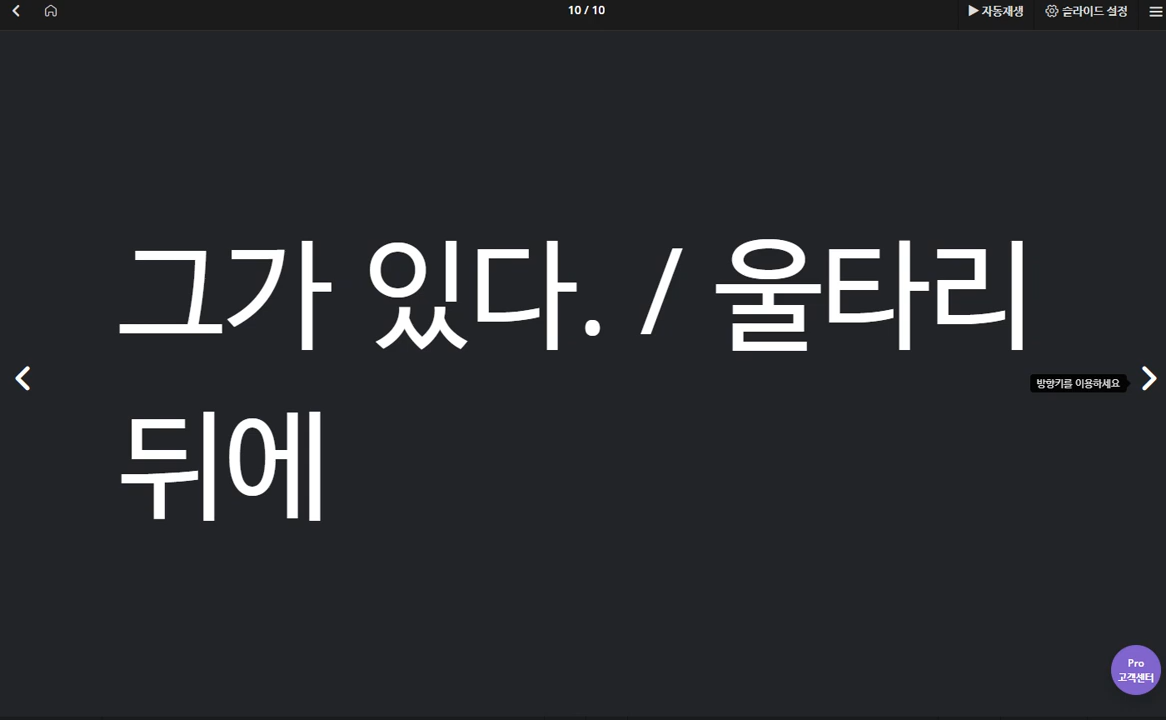 10 / 10
▶ 자동재생
슬라이드 설정
그가 있다. / 울타리
뒤에
방향키를 이용하세요
Pro
고객센터